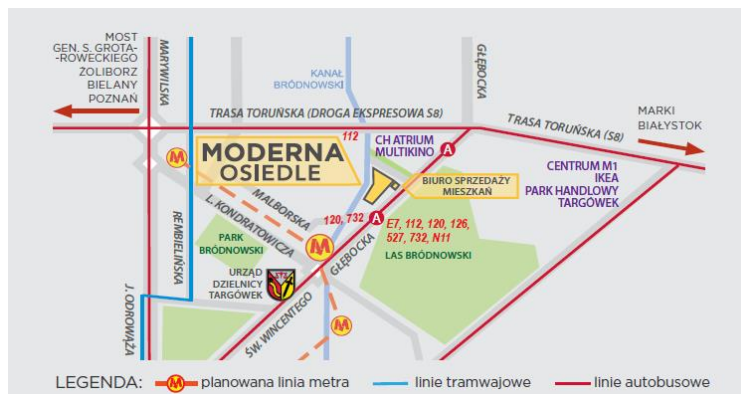 MOST
GEN. S. GROTA-
-ROWECKIEGO
ŻOLIBORZ
BIELANY
POZNAŃ
MARYWILSKA
KANAŁ
BRÓDNOWSKI
GŁĘBOCKA
TRASA TORUŃSKA (DROGA EKSPRESOWA S8)
MARKI
BIAŁYSTOK
TRASA TORUŃSKA (S8)
112
CH ATRIUM
MULTIKINO
A
M
MODERNA
OSIEDLE
CENTRUM M1
IKEA
PARK HANDLOWY
TARGÓWEK
BIURO SPRZEDAŻY
MIESZKAŃ
MALBORSKA
L. KONDRATOWICZA
REMBIELIŃSKA
120, 732
A
E7, 112, 120, 126,
527, 732, N11
PARK
BRÓDNOWSKI
M
GŁĘBOCKA
LAS BRÓDNOWSKI
URZĄD
DZIELNICY
TARGÓWEK
J. ODROWĄŻA
ŚW. WINCENTEGO
M
LEGENDA:
M
planowana linia metra
linie tramwajowe
linie autobusowe